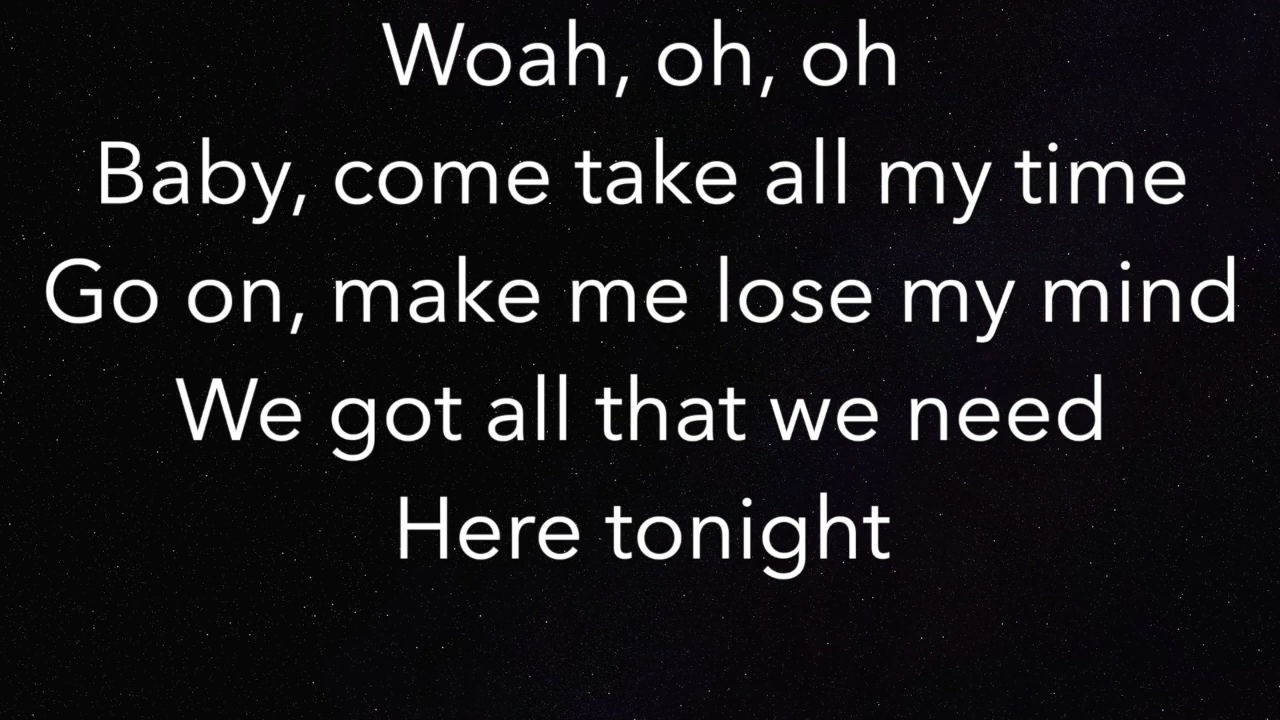 Woah, oh, oh
Baby, come take all my time
Go on, make me lose my mind
We got all that we need
Here tonight